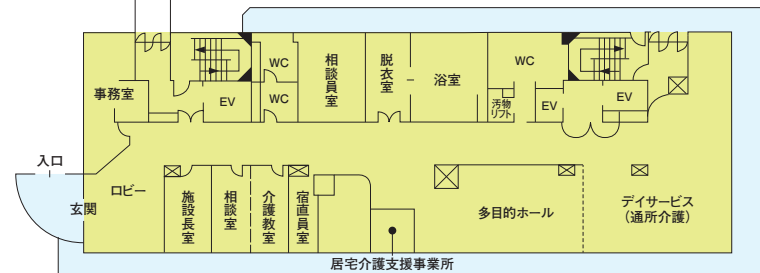 事務室
EV
WC
WC
相談員室
脱衣室
浴室
WC
汚物
リフト
EV
EV
入口
玄関
ロビー
施設長室
相談室
介護教室
宿直員室
居宅介護支援事業所
多目的ホール
デイサービス
（通所介護）